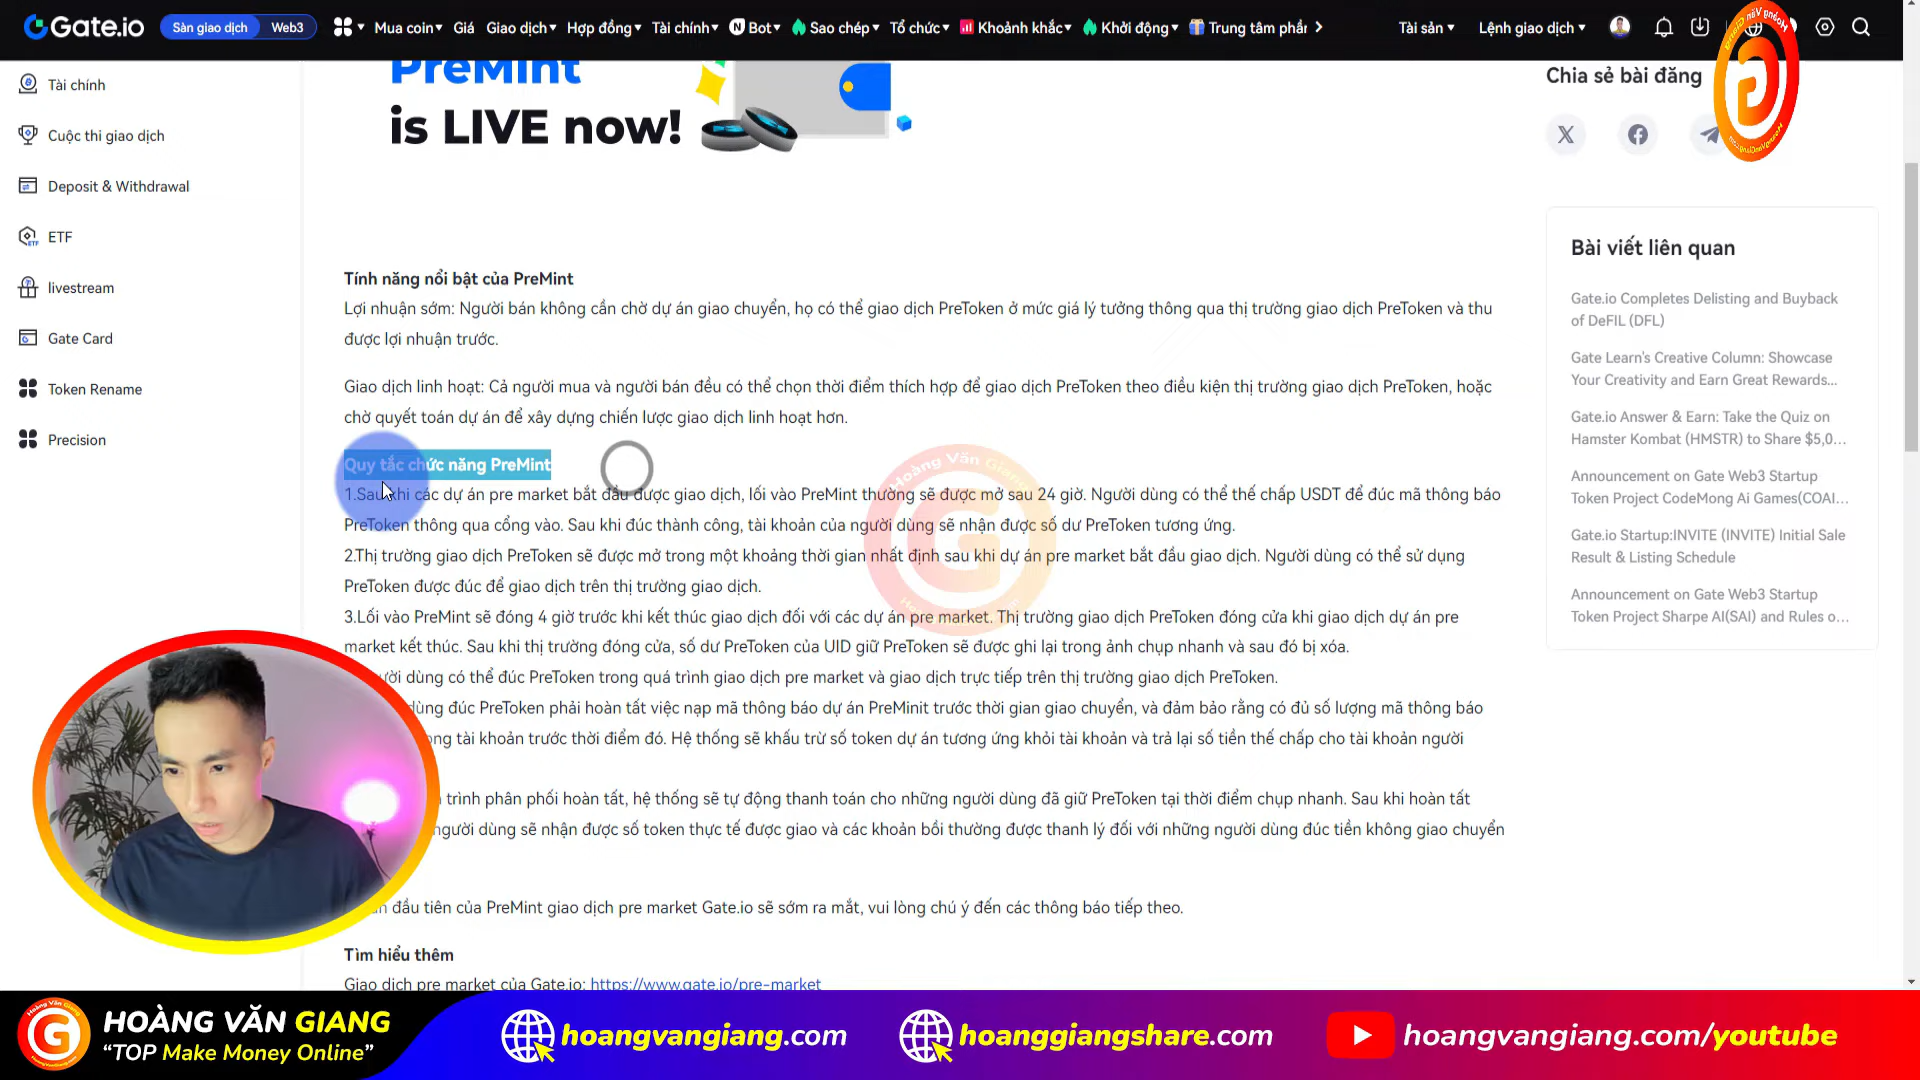 Gate.io
Sàn giao dịch
Web3
Mua coin
Giá
Giao dịch
Hợp đồng
Tài chính
Bot
Sao chép
Tổ chức
Khoảnh khắc
Khởi động
Trung tâm phần
Tài sản
Lệnh giao dịch
Tài chính
Cuộc thi giao dịch
Deposit & Withdrawal
ETF
livestream
Gate Card
Token Rename
Precision
PreMint
is LIVE now!
Tính năng nổi bật của PreMint
Lợi nhuận sớm: Người bán không cần chờ dự án giao chuyển, họ có thể giao dịch PreToken ở mức giá lý tưởng thông qua thị trường giao dịch PreToken và thu
được lợi nhuận trước.
Giao dịch linh hoạt: Cả người mua và người bán đều có thể chọn thời điểm thích hợp để giao dịch PreToken theo điều kiện thị trường giao dịch PreToken, hoặc
chờ quyết toán dự án để xây dựng chiến lược giao dịch linh hoạt hơn.
Quy tắc chức năng PreMint
1.Sau khi các dự án pre market bắt đầu được giao dịch, lối vào PreMint thường sẽ được mở sau 24 giờ. Người dùng có thể thế chấp USDT để đúc mã thông báo
PreToken thông qua cổng vào. Sau khi đúc thành công, tài khoản của người dùng sẽ nhận được số dư PreToken tương ứng.
2.Thị trường giao dịch PreToken sẽ được mở trong một khoảng thời gian nhất định sau khi dự án pre market bắt đầu giao dịch. Người dùng có thể sử dụng
PreToken được đúc để giao dịch trên thị trường giao dịch.
3.Lối vào PreMint sẽ đóng 4 giờ trước khi kết thúc giao dịch đối với các dự án pre market. Thị trường giao dịch PreToken đóng cửa khi giao dịch dự án pre
market kết thúc. Sau khi thị trường đóng cửa, số dư PreToken của UID giữ PreToken sẽ được ghi lại trong ảnh chụp nhanh và sau đó bị xóa.
dùng có thể đúc PreToken trong quá trình giao dịch pre market và giao dịch trực tiếp trên thị trường giao dịch PreToken.
dùng đúc PreToken phải hoàn tất việc nạp mã thông báo dự án PreMinit trước thời gian giao chuyển, và đảm bảo rằng có đủ số lượng mã thông báo
tài khoản trước thời điểm đó. Hệ thống sẽ khấu trừ số token dự án tương ứng khỏi tài khoản và trả lại số tiền thế chấp cho tài khoản người
trình phân phối hoàn tất, hệ thống sẽ tự động thanh toán cho những người dùng đã giữ PreToken tại thời điểm chụp nhanh. Sau khi hoàn tất
người dùng sẽ nhận được số token thực tế được giao và các khoản bồi thường được thanh lý đối với những người dùng đúc tiền không giao chuyển
đầu tiên của PreMint giao dịch pre market Gate.io sẽ sớm ra mắt, vui lòng chú ý đến các thông báo tiếp theo.
Tìm hiểu thêm
Giao dịch pre market của Gate.io: https://www.gate.io/pre-market
Chia sẻ bài đăng
Bài viết liên quan
Gate.io Completes Delisting and Buyback
of DeFIL (DFL)
Gate Learn's Creative Column: Showcase
Your Creativity and Earn Great Rewards...
Gate.io Answer & Earn: Take the Quiz on
Hamster Kombat (HMSTR) to Share $5,0...
Announcement on Gate Web3 Startup
Token Project CodeMong Ai Games(COAI...
Gate.io Startup:INVITE (INVITE) Initial Sale
Result & Listing Schedule
Announcement on Gate Web3 Startup
Token Project Sharpe AI(SAI) and Rules o...
HOÀNG VĂN GIANG
“TOP Make Money Online”
hoangvangiang.com
hoanggiangshare.com
hoangvangiang.com/youtube